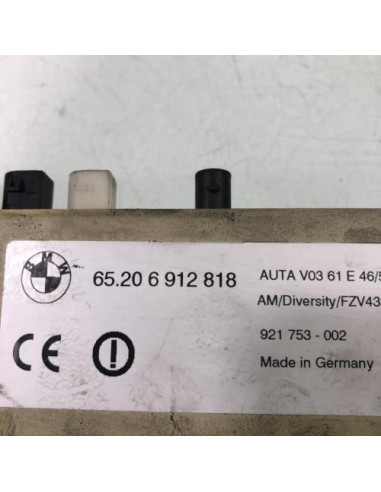 BMW
65.20 6 912 818
AUTA V03 61 E 46/
AM/Diversity/FZV43
921 753 - 002
CE
Made in Germany